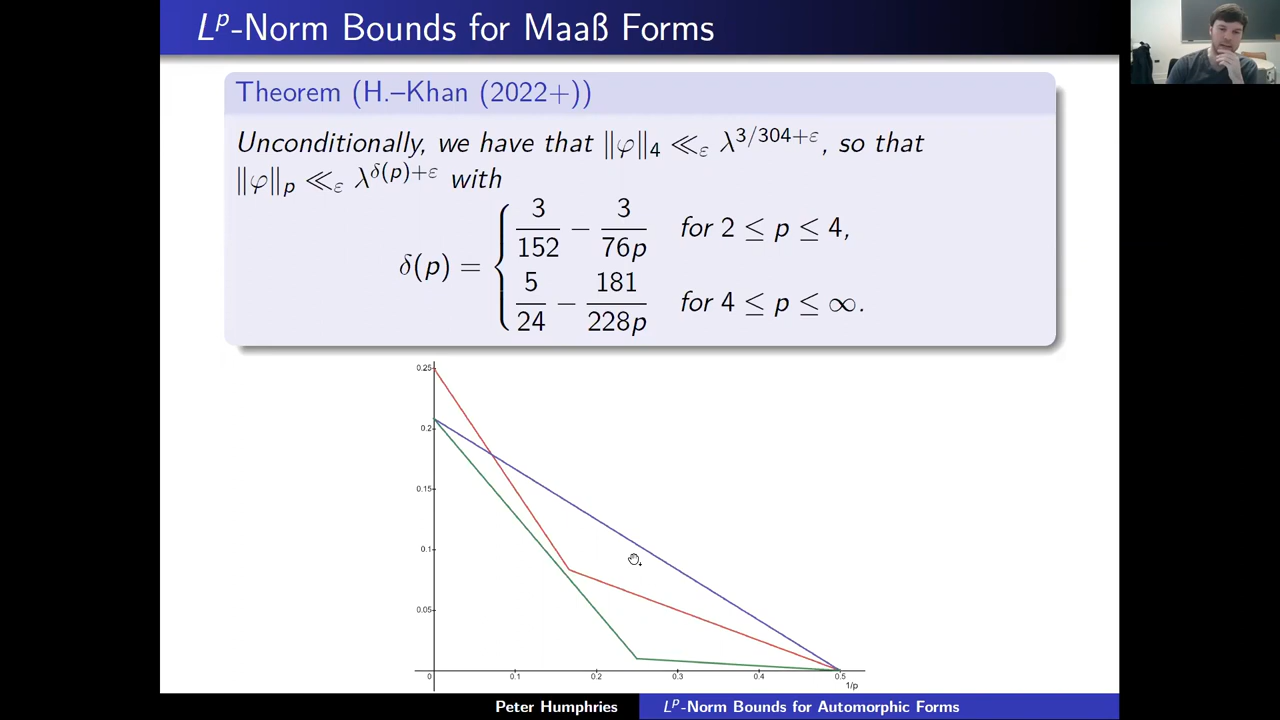 Lᵖ-Norm Bounds for Maaß Forms
Theorem (H.–Khan (2022+))
Unconditionally, we have that ‖φ‖₄ ≪_ε λ^{3/304+ε}, so that
‖φ‖_p ≪_ε λ^{δ(p)+ε} with
δ(p) = { 3/152 − 3/(76p) for 2 ≤ p ≤ 4,
5/24 − 181/(228p) for 4 ≤ p ≤ ∞.
0.25
0.2
0.15
0.1
0.05
0 0.1 0.2 0.3 0.4 0.5
1/p
Peter Humphries Lᵖ-Norm Bounds for Automorphic Forms